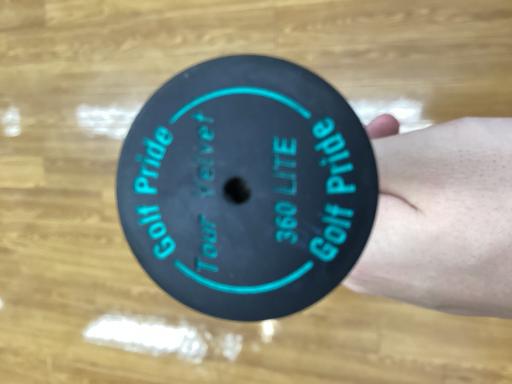 Golf Pride
Tour Velvet
360 LITE
Golf Pride